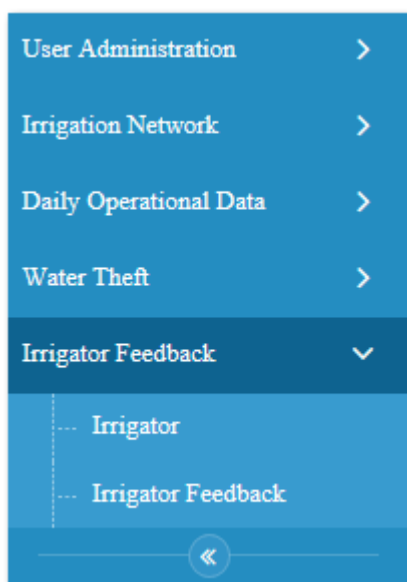 User Administration
Irrigation Network
Daily Operational Data
Water Theft
Irrigator Feedback
Irrigator
Irrigator Feedback